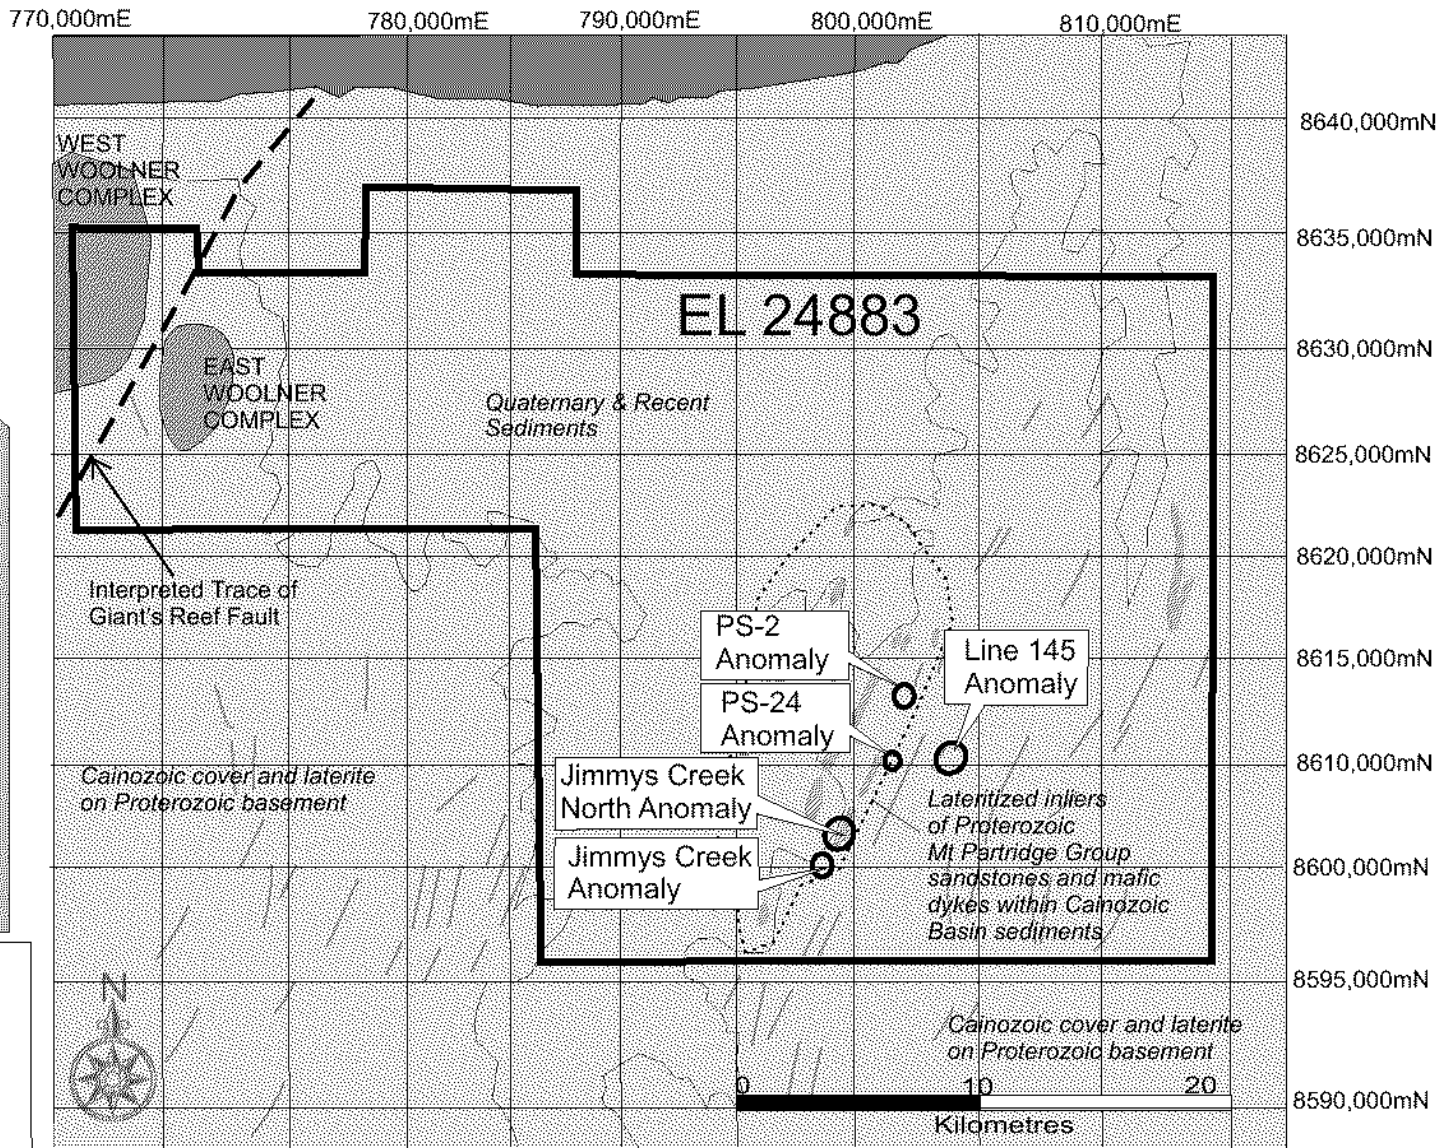 770,000mE 780,000mE 790,000mE 800,000mE 810,000mE
8640,000mN
WEST
WOOLNER
COMPLEX
8635,000mN
EL 24883
8630,000mN
EAST
WOOLNER
COMPLEX
Quaternary & Recent
Sediments
8625,000mN
8620,000mN
Interpreted Trace of
Giant's Reef Fault
PS-2
Anomaly
Line 145
Anomaly
8615,000mN
PS-24
Anomaly
8610,000mN
Jimmys Creek
North Anomaly
Cainozoic cover and laterite
on Proterozoic basement
Lateritized inliers
of Proterozoic
Mt Partridge Group
sandstones and mafic
dykes within Cainozoic
Basin sediments
Jimmys Creek
Anomaly
8600,000mN
8595,000mN
N
Cainozoic cover and laterite
on Proterozoic basement
0 10 20
Kilometres
8590,000mN